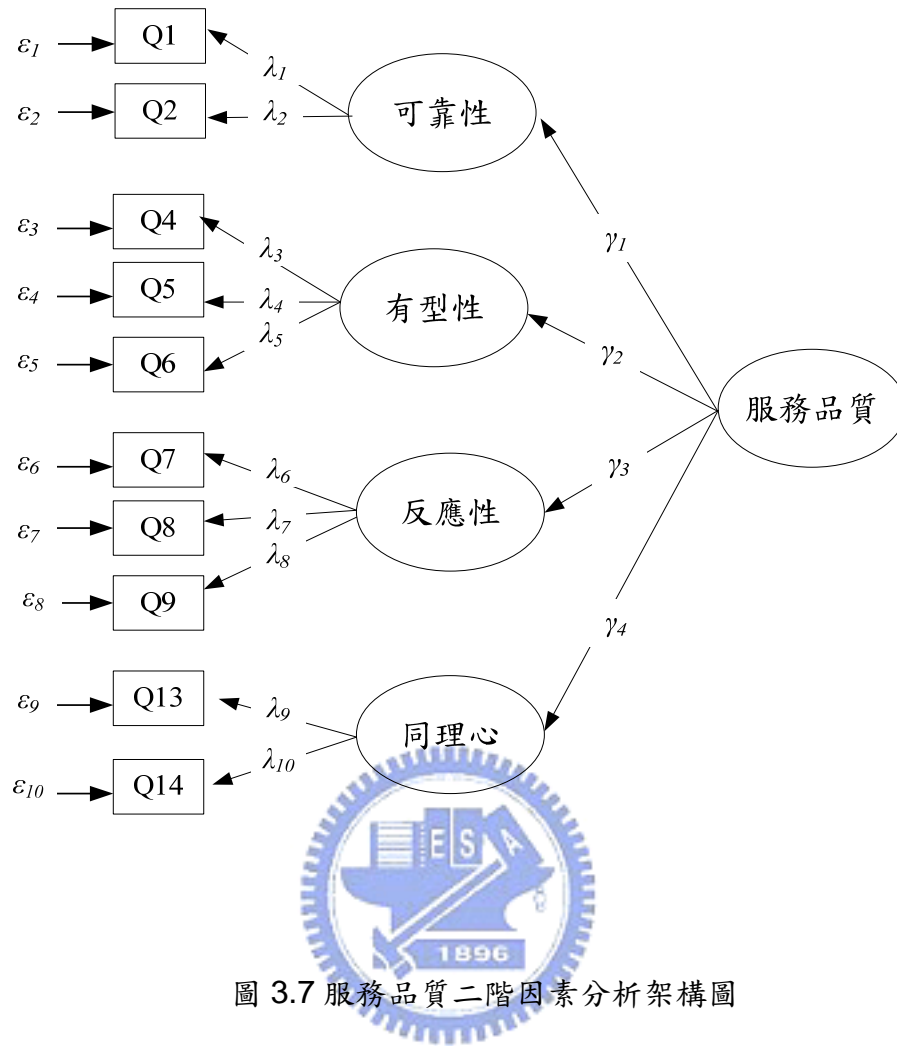 ε1 Q1 λ1
ε2 Q2 λ2
可靠性
ε3 Q4 λ3
ε4 Q5 λ4
ε5 Q6 λ5
有型性
ε6 Q7 λ6
ε7 Q8 λ7
ε8 Q9 λ8
反應性
ε9 Q13 λ9
ε10 Q14 λ10
同理心
γ1
γ2
γ3
γ4
服務品質
E S A
1896
圖 3.7 服務品質二階因素分析架構圖